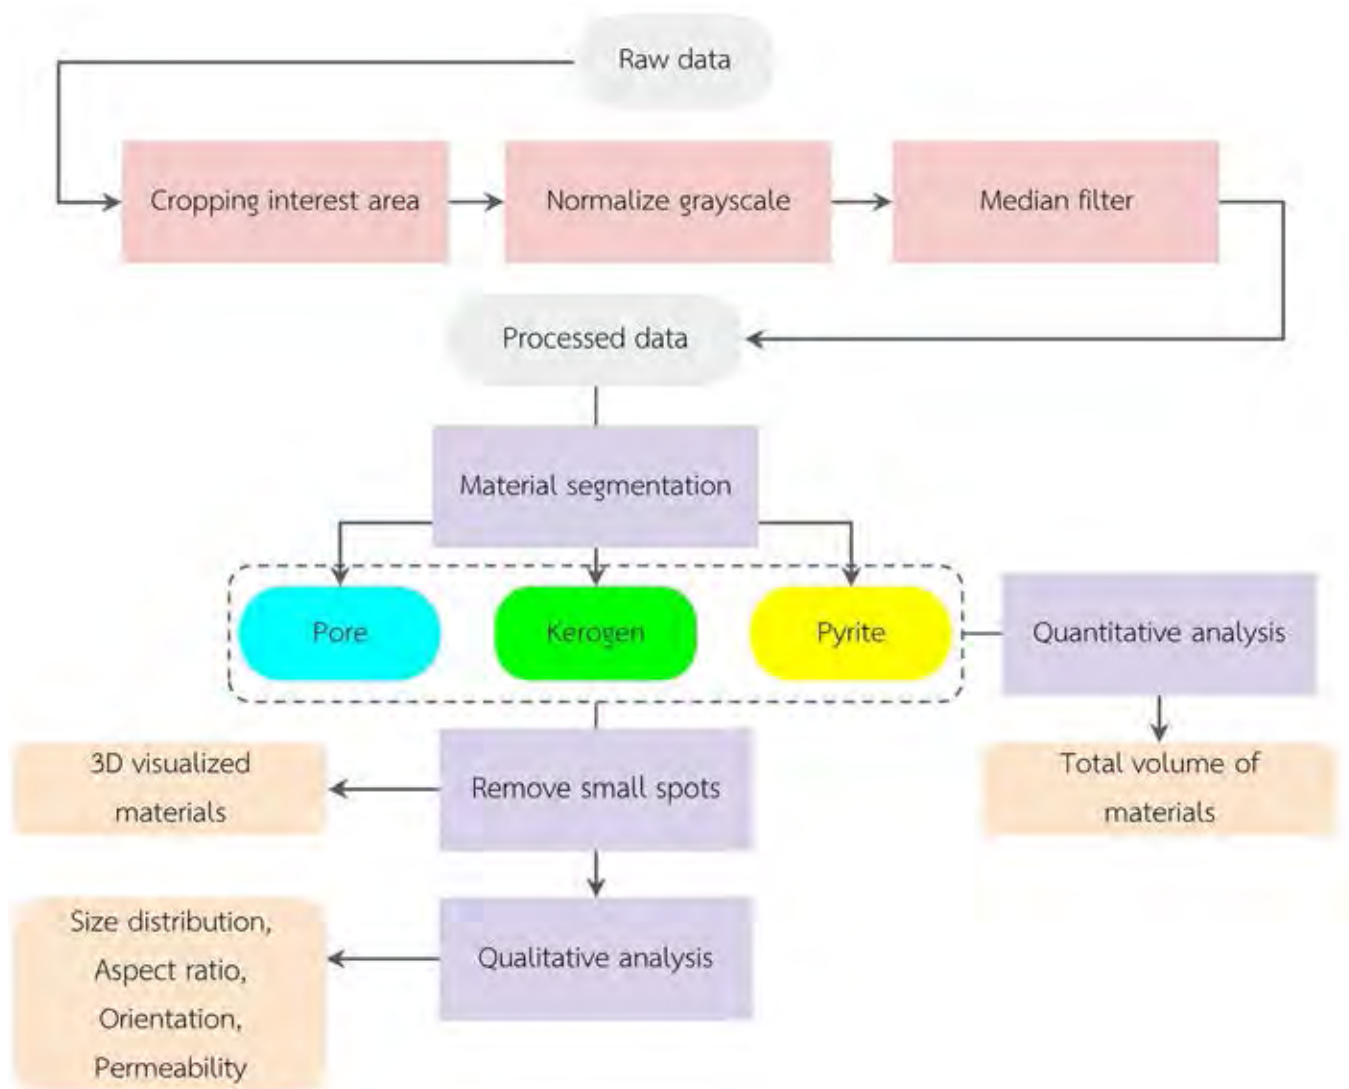 Raw data
Cropping interest area
Normalize grayscale
Median filter
Processed data
Material segmentation
Pore
Kerogen
Pyrite
Quantitative analysis
3D visualized
materials
Remove small spots
Total volume of
materials
Size distribution,
Aspect ratio,
Orientation,
Permeability
Qualitative analysis